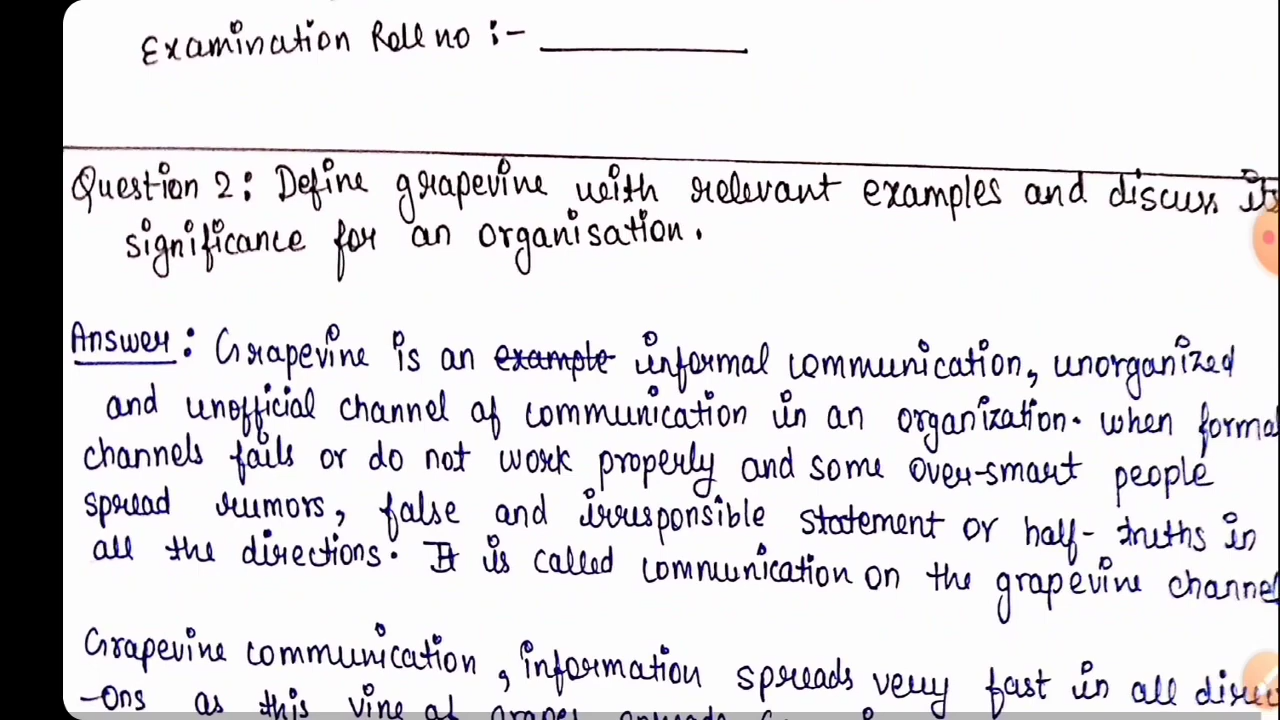 Examination Roll no :- ________
Question 2: Define grapevine with relevant examples and discuss its
significance for an organisation.
Answer: Grapevine is an example informal communication, unorganized
and unofficial channel of communication in an organization. when formal
channels fails or do not work properly and some over-smart people
spread rumors, false and irresponsible statement or half-truths in
all the directions. It is called communication on the grapevine channel
Grapevine communication, information spreads very fast in all direc
-ons as this vine of grapes